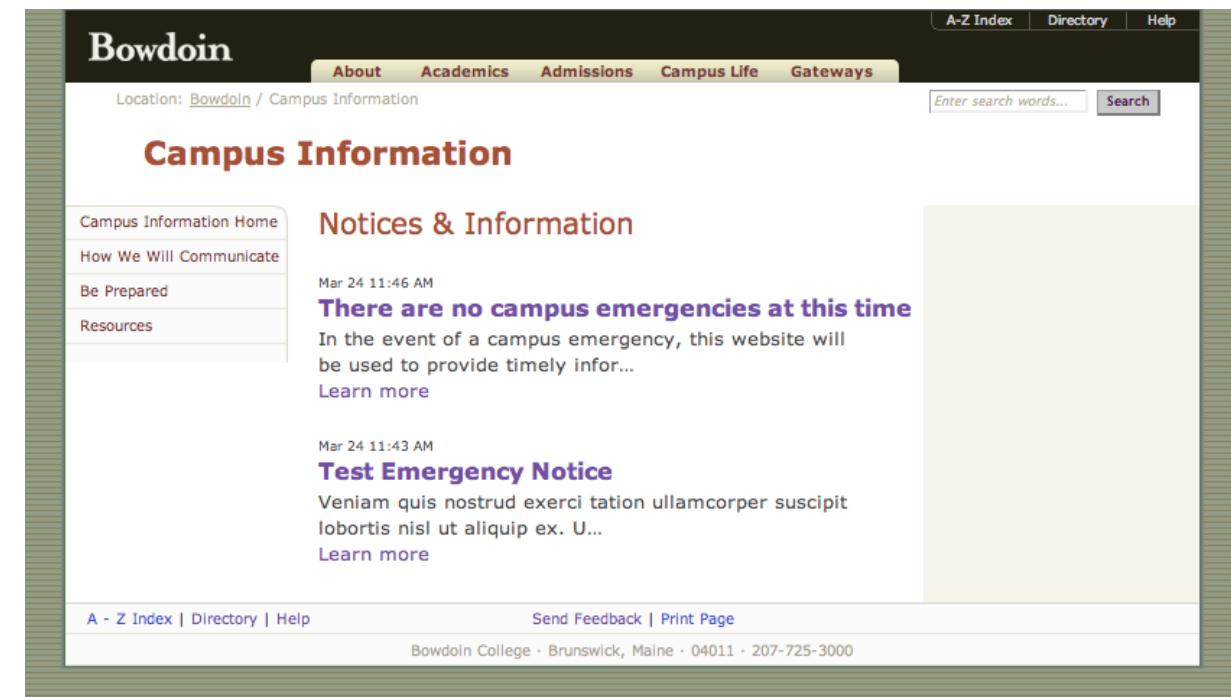 A-Z Index Directory Help
Bowdoin
About Academics Admissions Campus Life Gateways
Location: Bowdoin / Campus Information
Enter search words... Search
Campus Information
Campus Information Home
How We Will Communicate
Be Prepared
Resources
Notices & Information
Mar 24 11:46 AM
There are no campus emergencies at this time
In the event of a campus emergency, this website will
be used to provide timely infor...
Learn more
Mar 24 11:43 AM
Test Emergency Notice
Veniam quis nostrud exerci tation ullamcorper suscipit
lobortis nisl ut aliquip ex. U...
Learn more
A - Z Index | Directory | Help Send Feedback | Print Page
Bowdoin College · Brunswick, Maine · 04011 · 207-725-3000